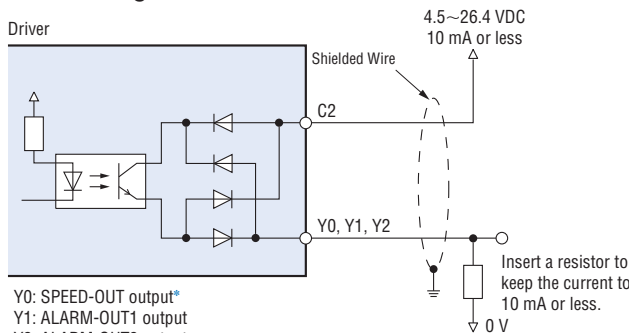 Driver
4.5~26.4 VDC
10 mA or less
Shielded Wire
C2
Y0, Y1, Y2
Insert a resistor to
keep the current to
10 mA or less.
0 V
Y0: SPEED-OUT output*
Y1: ALARM-OUT1 output